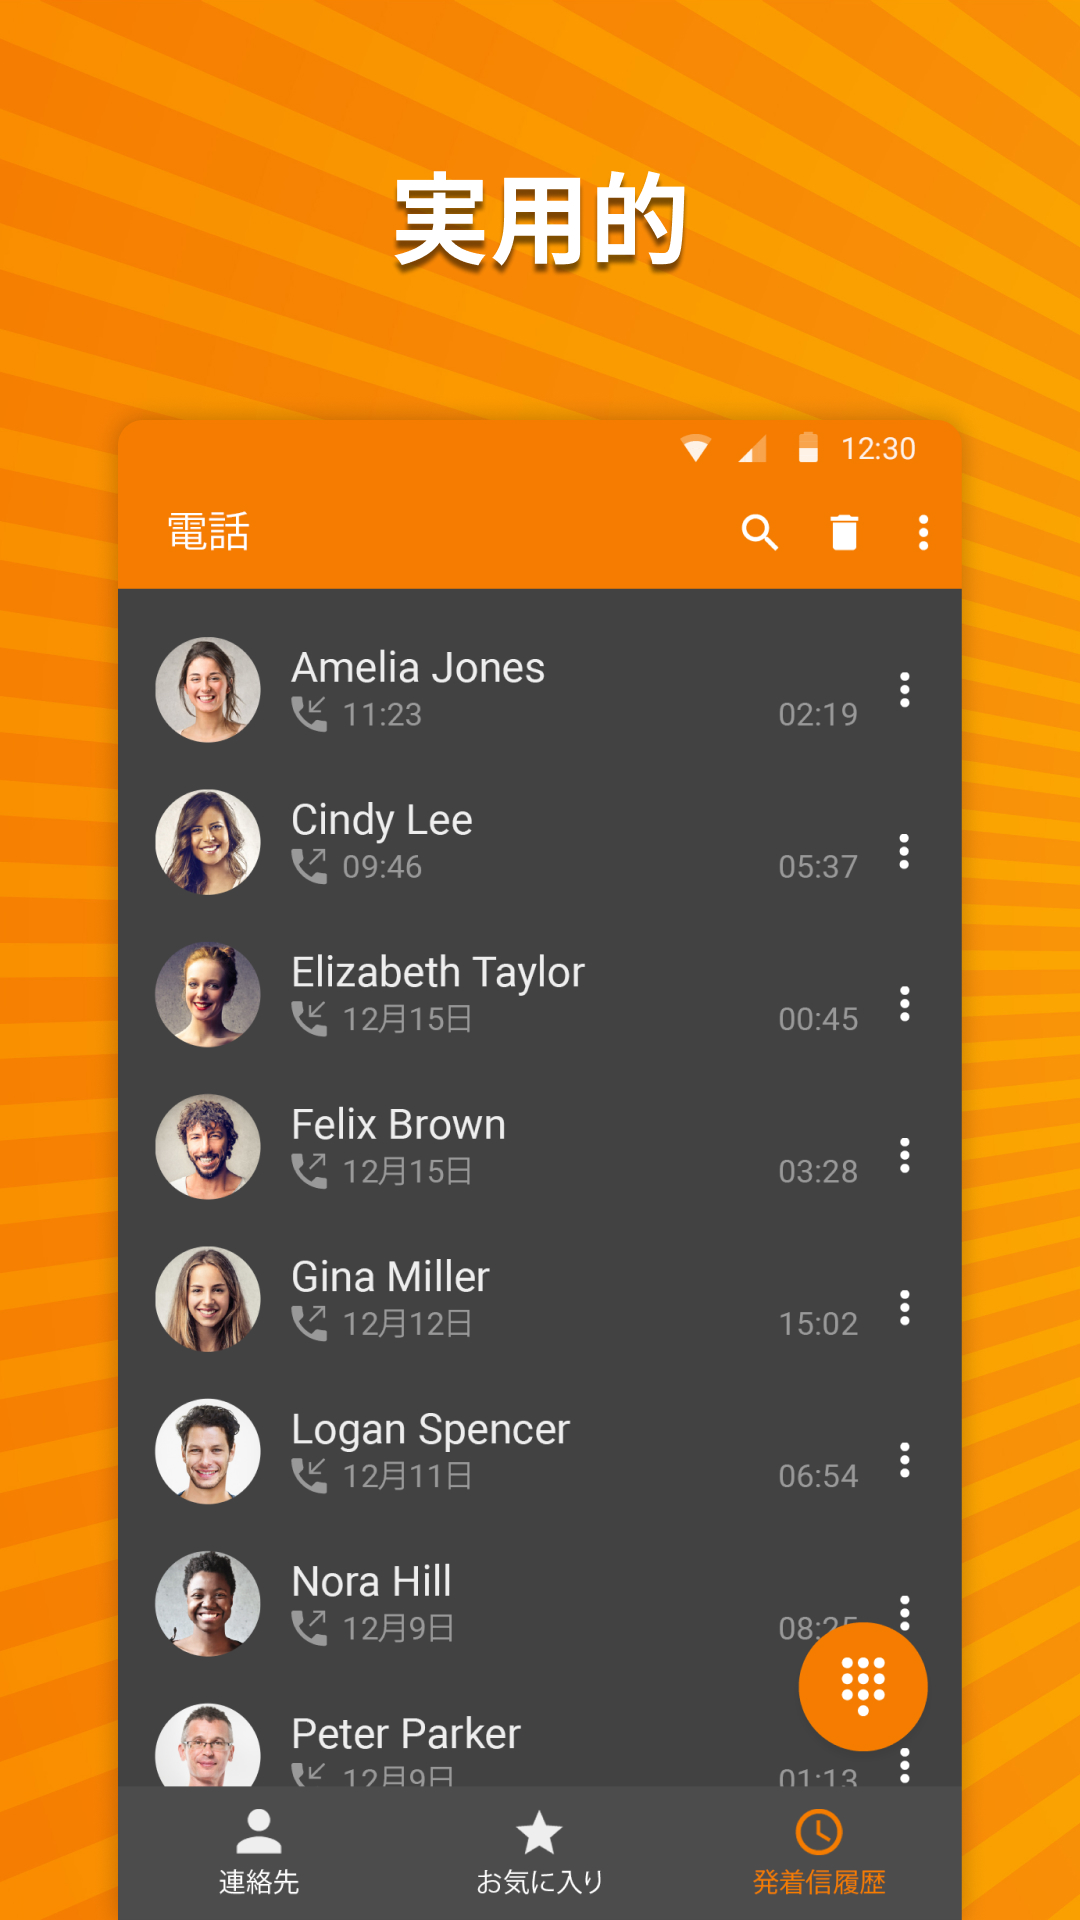 実用的
12:30
電話
Amelia Jones
11:23 02:19
Cindy Lee
09:46 05:37
Elizabeth Taylor
12月15日 00:45
Felix Brown
12月15日 03:28
Gina Miller
12月12日 15:02
Logan Spencer
12月11日 06:54
Nora Hill
12月9日 08:25
Peter Parker
12月9日 01:13
連絡先 お気に入り 発着信履歴